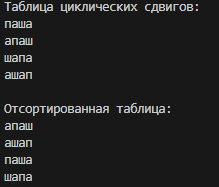 Таблица циклических сдвигов:
паша
апаш
шапа
ашап

Отсортированная таблица:
апаш
ашап
паша
шапа